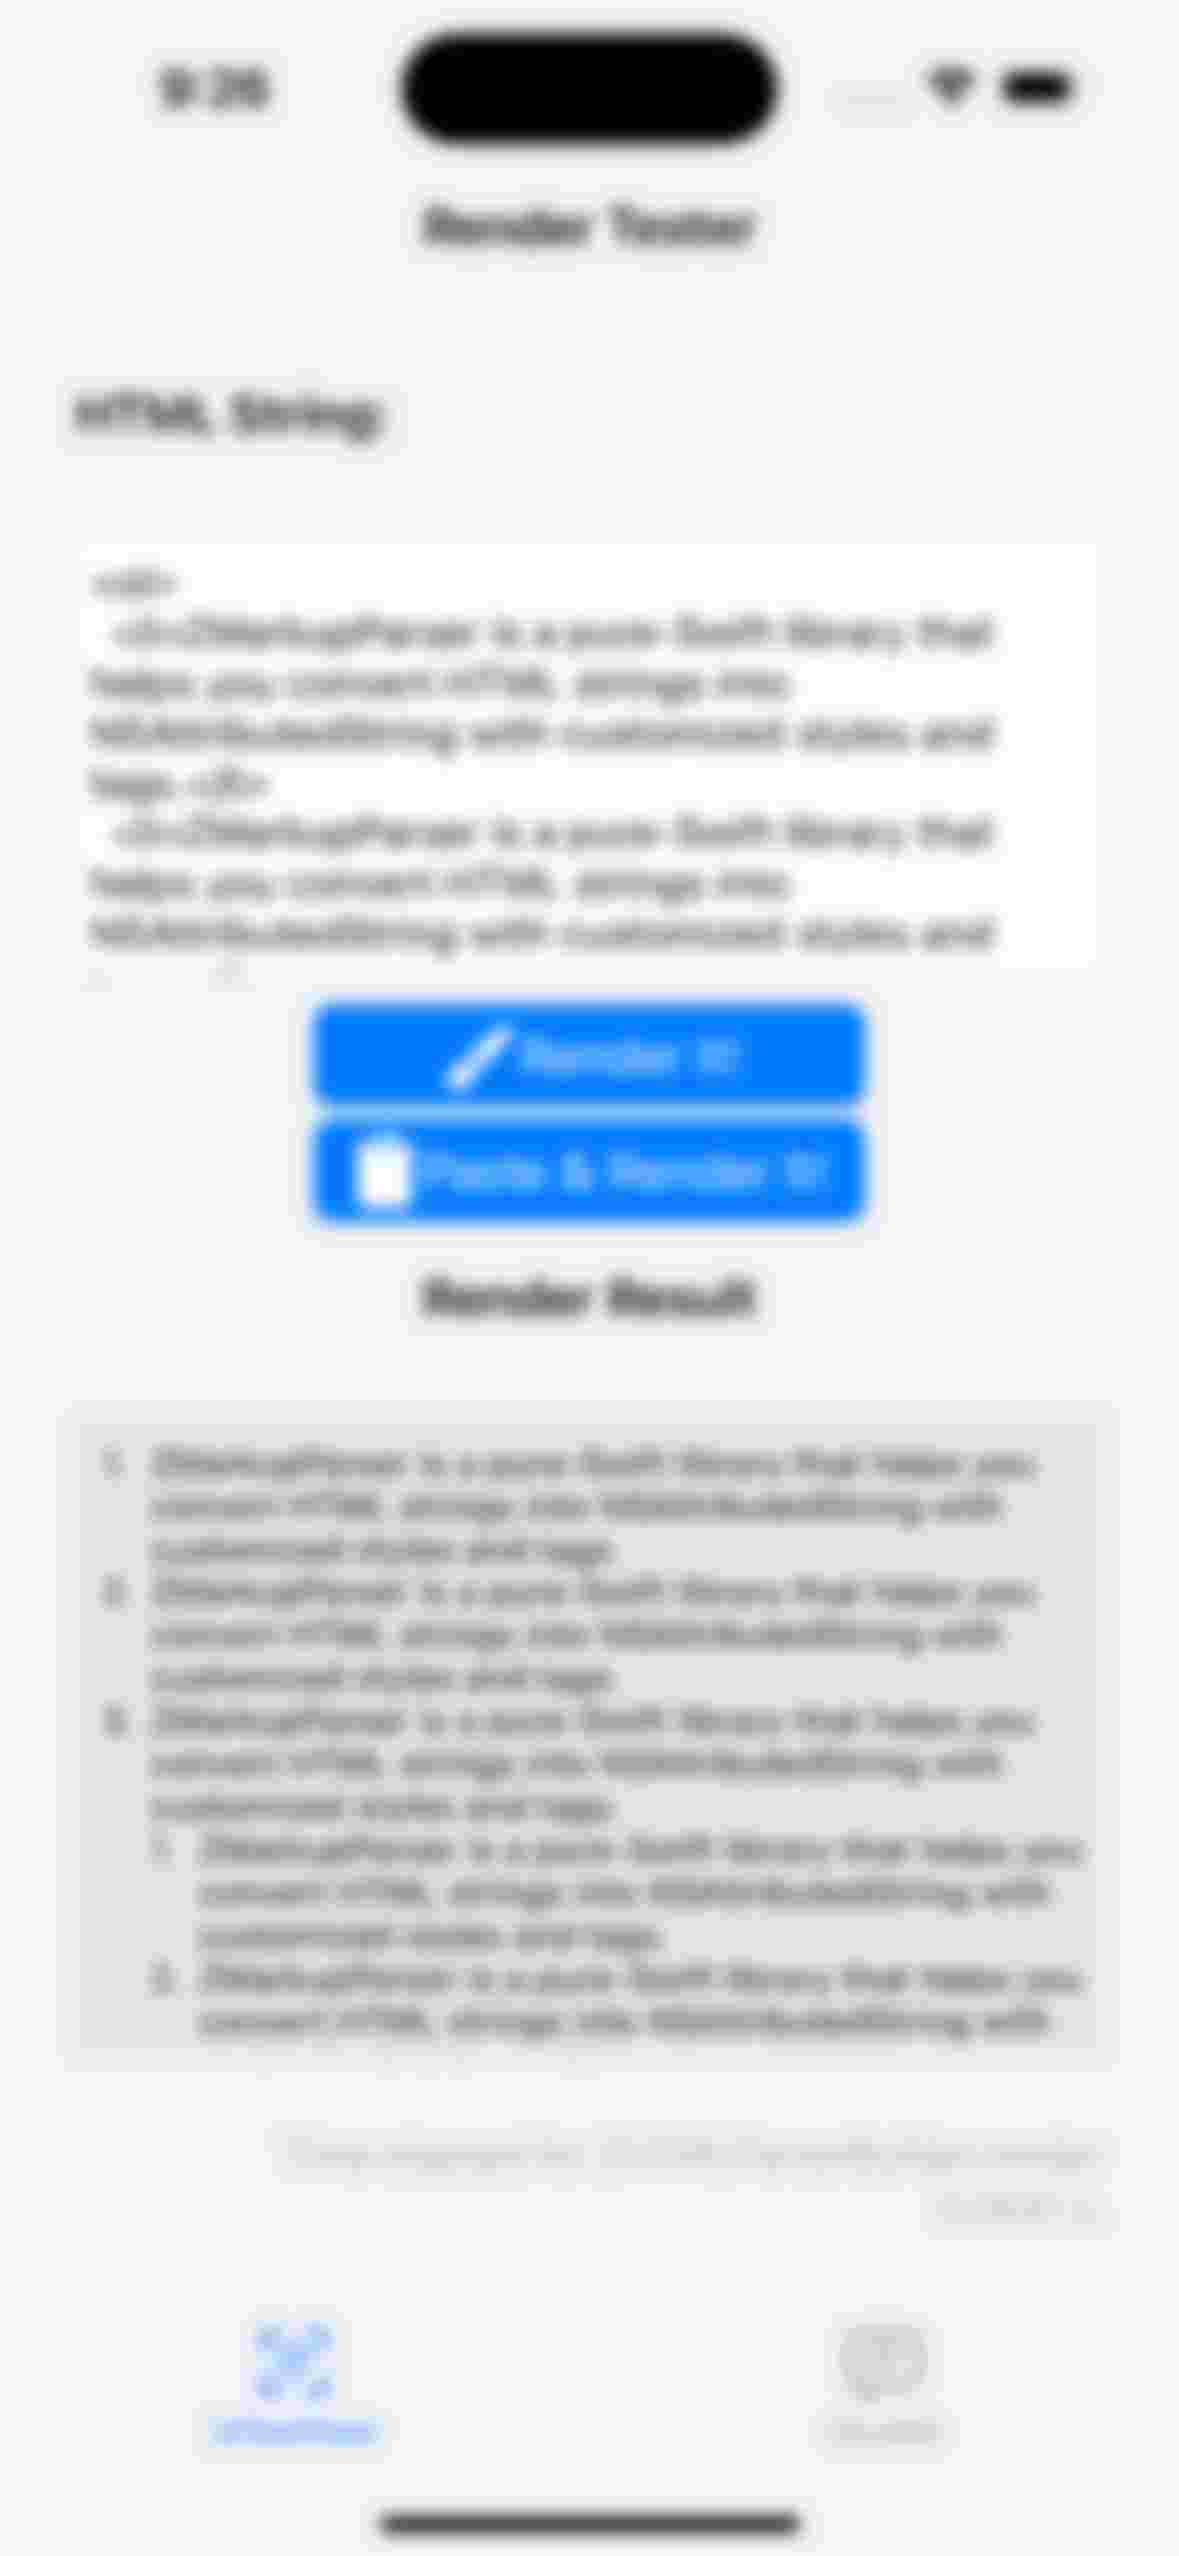 9:26
Render Tester
HTML String
<ol>
<li>ZMarkupParser is a pure-Swift library that
helps you convert HTML strings into
NSAttributedString with customized styles and
tags.</li>
<li>ZMarkupParser is a pure-Swift library that
helps you convert HTML strings into
NSAttributedString with customized styles and
Render it!
Paste & Render it!
Render Result
1. ZMarkupParser is a pure-Swift library that helps you
convert HTML strings into NSAttributedString with
customized styles and tags.
2. ZMarkupParser is a pure-Swift library that helps you
convert HTML strings into NSAttributedString with
customized styles and tags.
3. ZMarkupParser is a pure-Swift library that helps you
convert HTML strings into NSAttributedString with
customized styles and tags.
1. ZMarkupParser is a pure-Swift library that helps you
convert HTML strings into NSAttributedString with
customized styles and tags.
2. ZMarkupParser is a pure-Swift library that helps you
convert HTML strings into NSAttributedString with